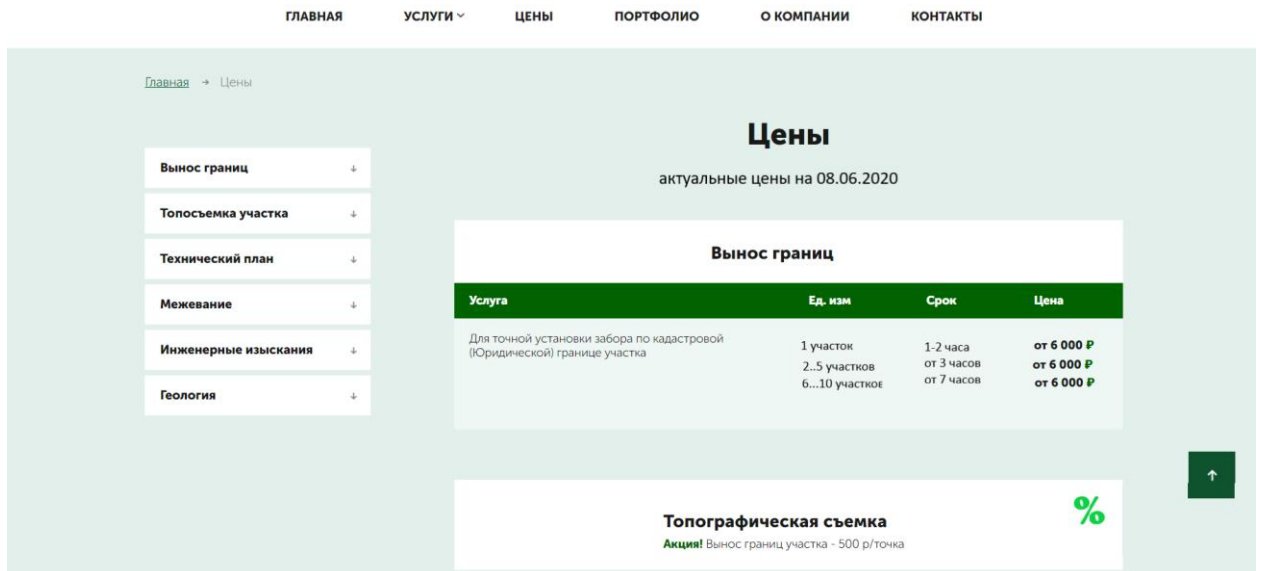 ГЛАВНАЯ УСЛУГИ ЦЕНЫ ПОРТФОЛИО О КОМПАНИИ КОНТАКТЫ
Главная → Цены
Цены
актуальные цены на 08.06.2020
Вынос границ ↓
Топосъемка участка ↓
Технический план ↓
Межевание ↓
Инженерные изыскания ↓
Геология ↓
Вынос границ
Услуга Ед. изм Срок Цена
Для точной установки забора по кадастровой
(Юридической) границе участка
1 участок 1-2 часа от 6 000 ₽
2..5 участков от 3 часов от 6 000 ₽
6...10 участков от 7 часов от 6 000 ₽
↑
%
Топографическая съемка
Акция! Вынос границ участка - 500 р/точка